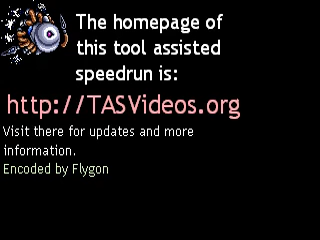 The homepage of
this tool assisted
speedrun is:
http://TASVideos.org
Visit there for updates and more
information.
Encoded by Flygon